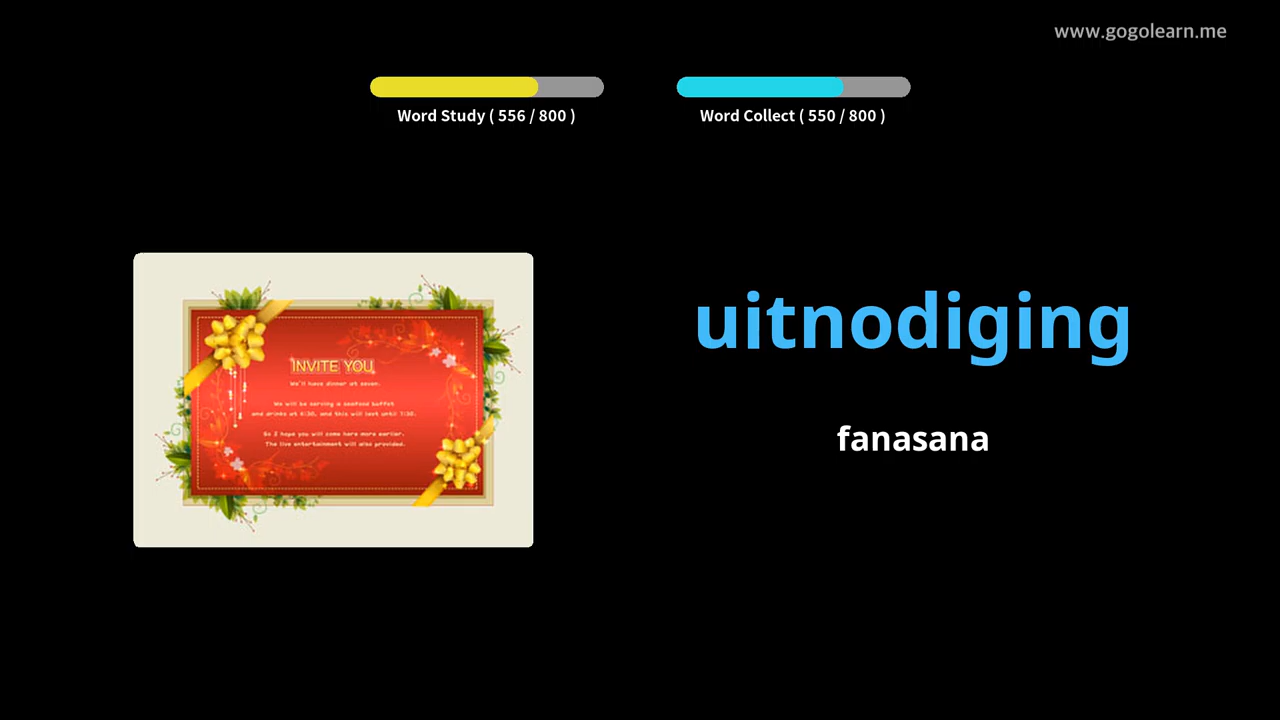 www.gogolearn.me
Word Study ( 556 / 800 )
Word Collect ( 550 / 800 )
uitnodiging
fanasana
INVITE YOU
We'll have dinner at seven.
We will be serving a seafood buffet
and drinks at 6:30, and this will last until 7:30.
So I hope you will come here more earlier.
The live entertainment will also provided.